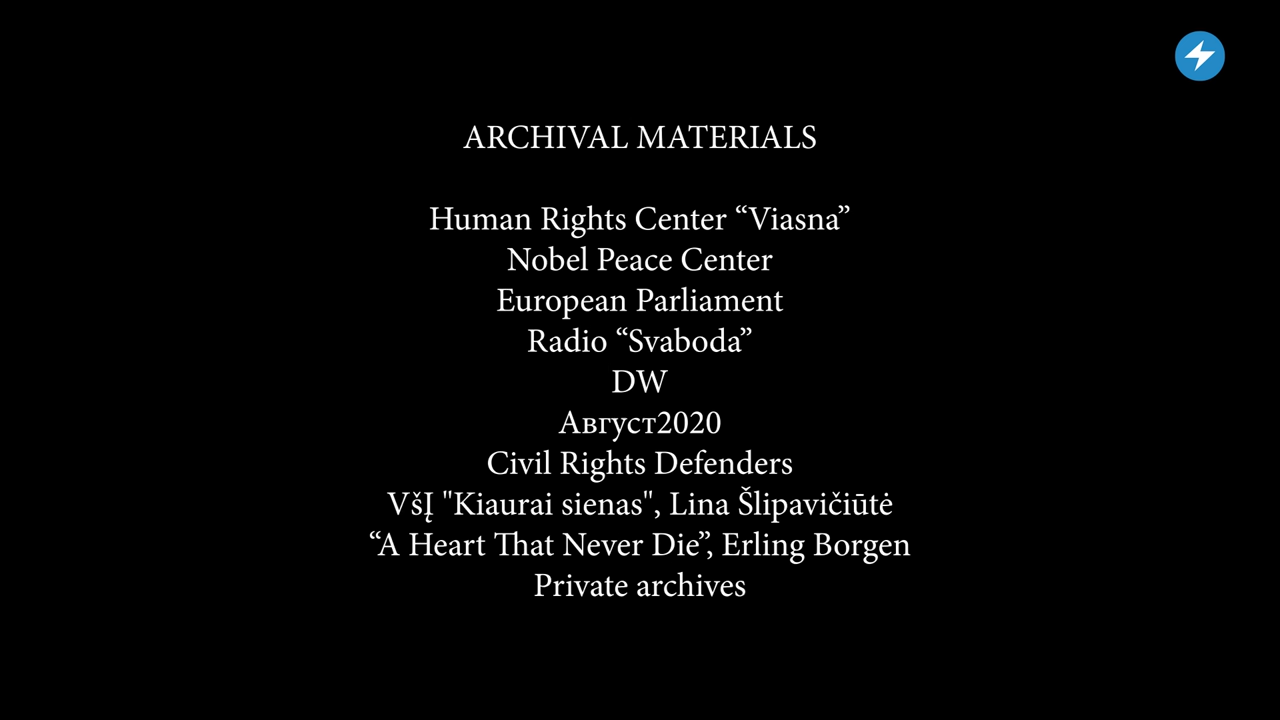 ARCHIVAL MATERIALS
Human Rights Center “Viasna”
Nobel Peace Center
European Parliament
Radio “Svaboda”
DW
Август2020
Civil Rights Defenders
VšĮ "Kiaurai sienas", Lina Šlipavičiūtė
“A Heart That Never Die”, Erling Borgen
Private archives